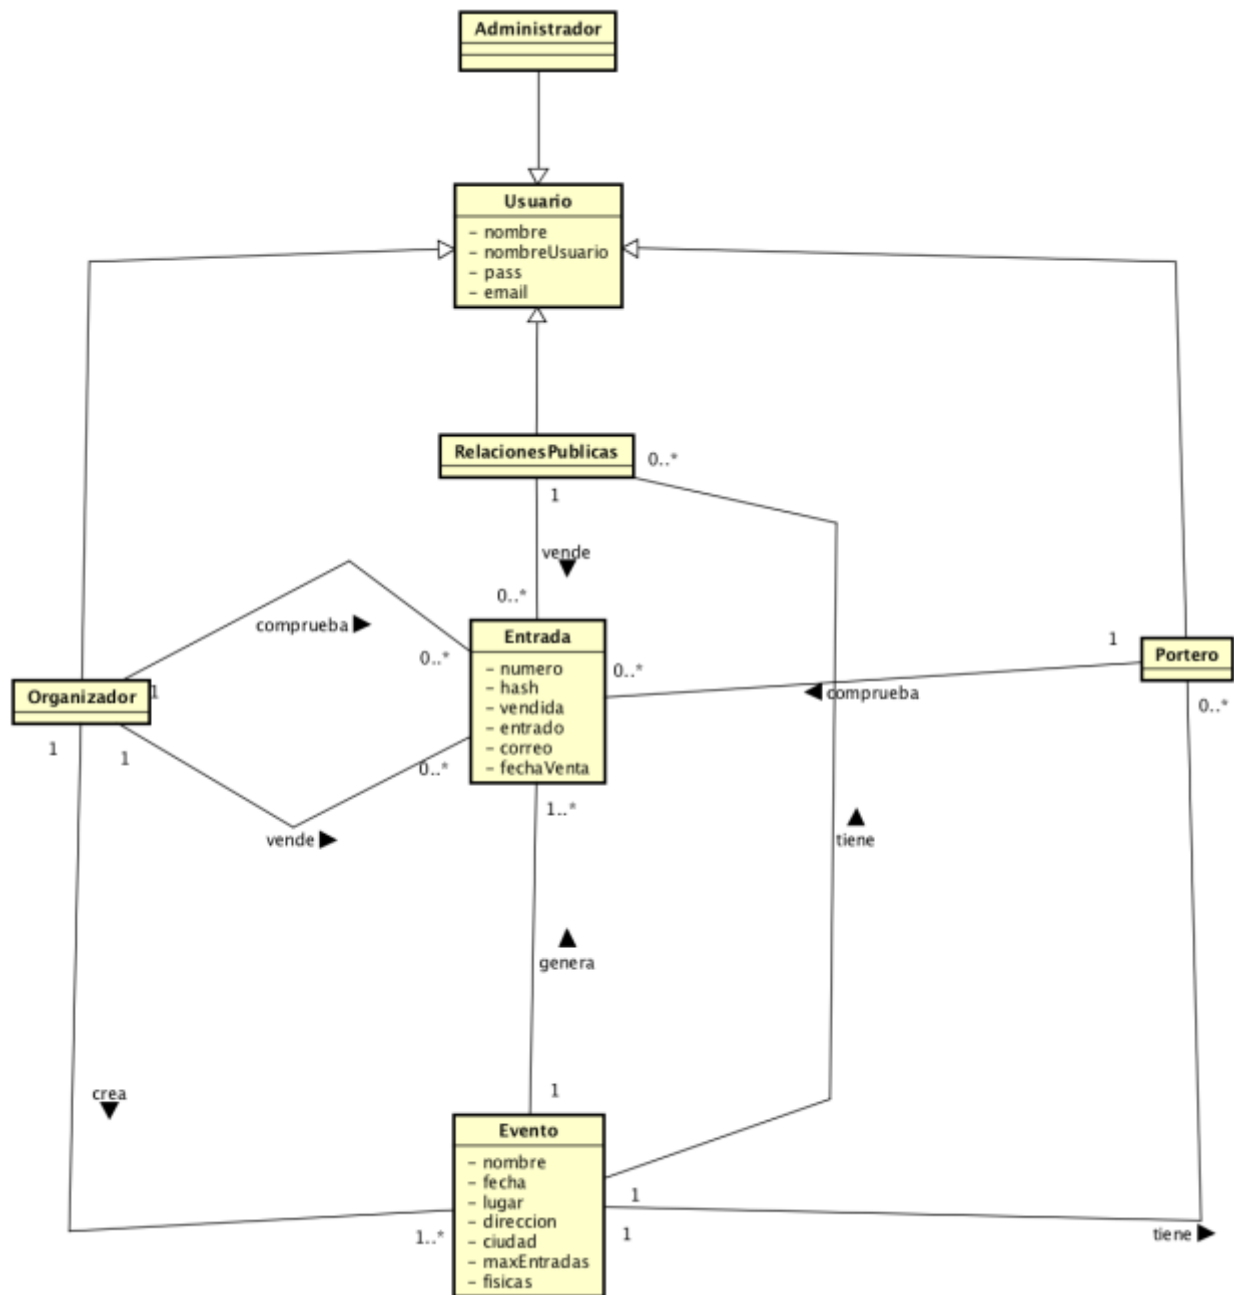 Administrador
Usuario
- nombre
- nombreUsuario
- pass
- email
RelacionesPublicas
0..*
1
vende
0..*
comprueba
0..*
Entrada
- numero
- hash
- vendida
- entrado
- correo
- fechaVenta
0..*
1
Portero
comprueba
0..*
Organizador
1
1
1
0..*
vende
1..*
tiene
genera
crea
1
Evento
- nombre
- fecha
- lugar
- direccion
- ciudad
- maxEntradas
- fisicas
1..*
1
1
tiene